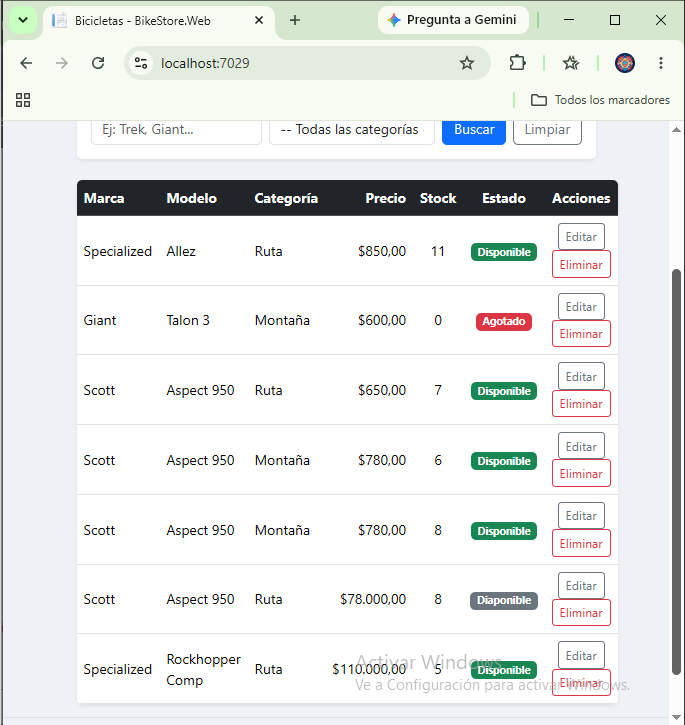 Bicicletas - BikeStore.Web
Pregunta a Gemini
localhost:7029
Todos los marcadores
Ej: Trek, Giant...
-- Todas las categorías
Buscar
Limpiar
Marca Modelo Categoría Precio Stock Estado Acciones
Specialized Allez Ruta $850,00 11 Disponible Editar
Eliminar
Giant Talon 3 Montaña $600,00 0 Agotado Editar
Eliminar
Scott Aspect 950 Ruta $650,00 7 Disponible Editar
Eliminar
Scott Aspect 950 Montaña $780,00 6 Disponible Editar
Eliminar
Scott Aspect 950 Montaña $780,00 8 Disponible Editar
Eliminar
Scott Aspect 950 Ruta $78.000,00 8 Diaponible Editar
Eliminar
Specialized Rockhopper Comp Ruta $110.000,00 5 Disponible Editar
Eliminar
Activar Windows
Ve a Configuración para activar Windows.